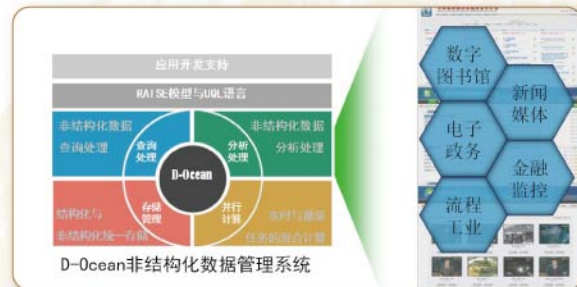 应用开发支持
RAISE模型与UQL语言
非结构化数据
查询处理
查询
处理
分析
处理
非结构化数据
分析处理
D-Ocean
结构化与
非结构化统一存储
存储
管理
并行
计算
实时与批量
任务的混合计算
D-Ocean非结构化数据管理系统
数字
图书馆
新闻
媒体
电子
政务
金融
监控
流程
工业